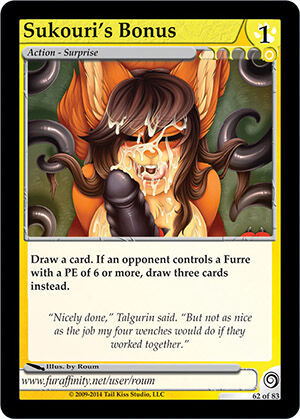 Sukouri's Bonus
1
Action - Surprise
Draw a card. If an opponent controls a Furre
with a PE of 6 or more, draw three cards
instead.
"Nicely done," Talgurin said. "But not as nice
as the job my four wenches would do if they
worked together."
Illus. by Roum
www.furaffinity.net/user/roum
© 2009-2014 Tail Kiss Studio, LLC
62 of 83